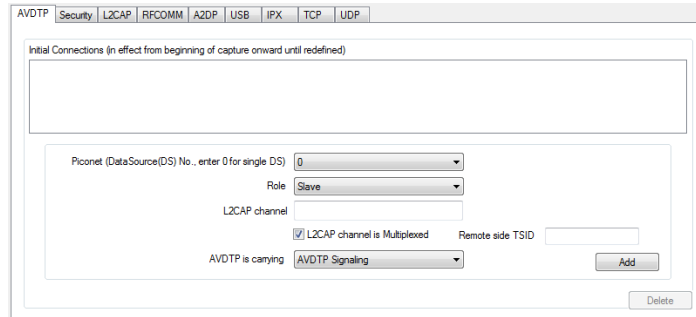 AVDTP Security L2CAP RFCOMM A2DP USB IPX TCP UDP
Initial Connections (in effect from beginning of capture onward until redefined)
Piconet (DataSource(DS) No., enter 0 for single DS) 0
Role Slave
L2CAP channel
L2CAP channel is Multiplexed Remote side TSID
AVDTP is carrying AVDTP Signaling Add
Delete